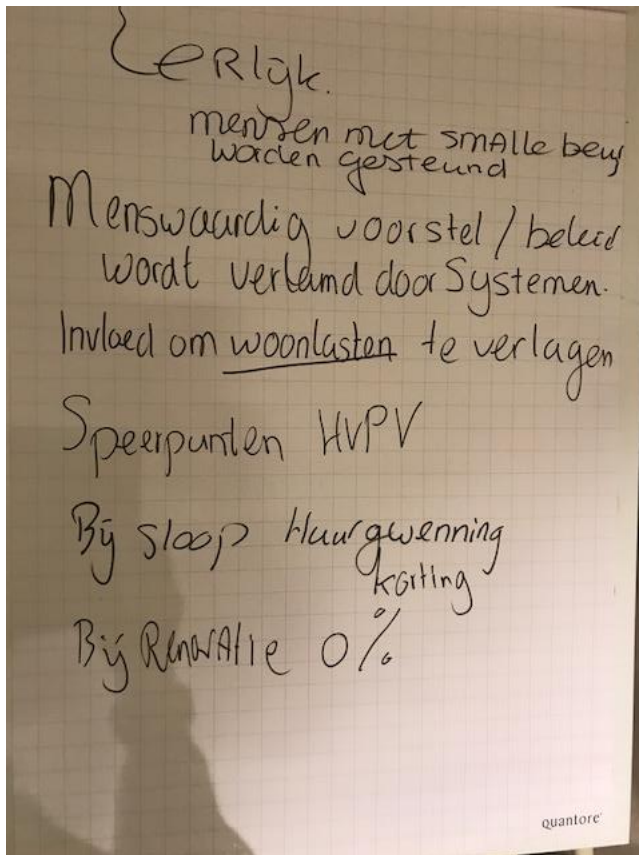 eRlijk.
mensen met smalle beurs
worden gesteund
Menswaardig voorstel / beleid
wordt verlamd door Systemen.
Invloed om woonlasten te verlagen
Speerpunten HVPV
Bij sloop Huurgewenning
korting
Bij Renovatie 0%
quantore